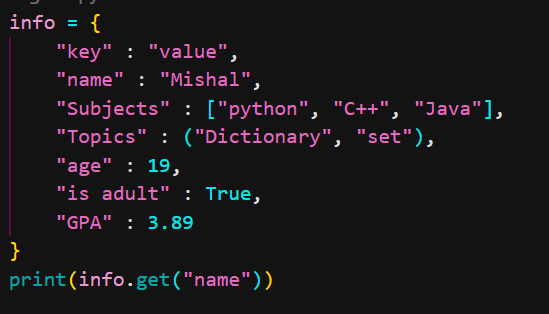 info = {
    "key" : "value",
    "name" : "Mishal",
    "Subjects" : ["python", "C++", "Java"],
    "Topics" : ("Dictionary", "set"),
    "age" : 19,
    "is adult" : True,
    "GPA" : 3.89
}
print(info.get("name"))